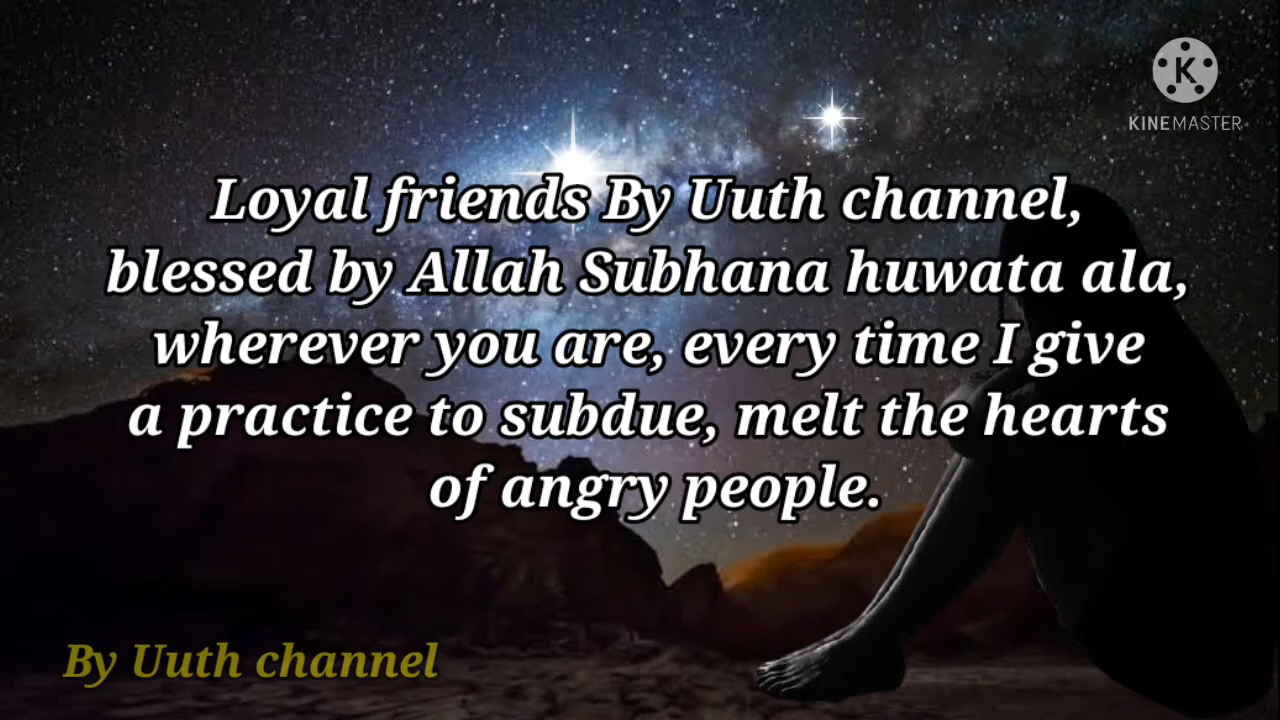 K
KINEMASTER
Loyal friends By Uuth channel,
blessed by Allah Subhana huwata ala,
wherever you are, every time I give
a practice to subdue, melt the hearts
of angry people.
By Uuth channel